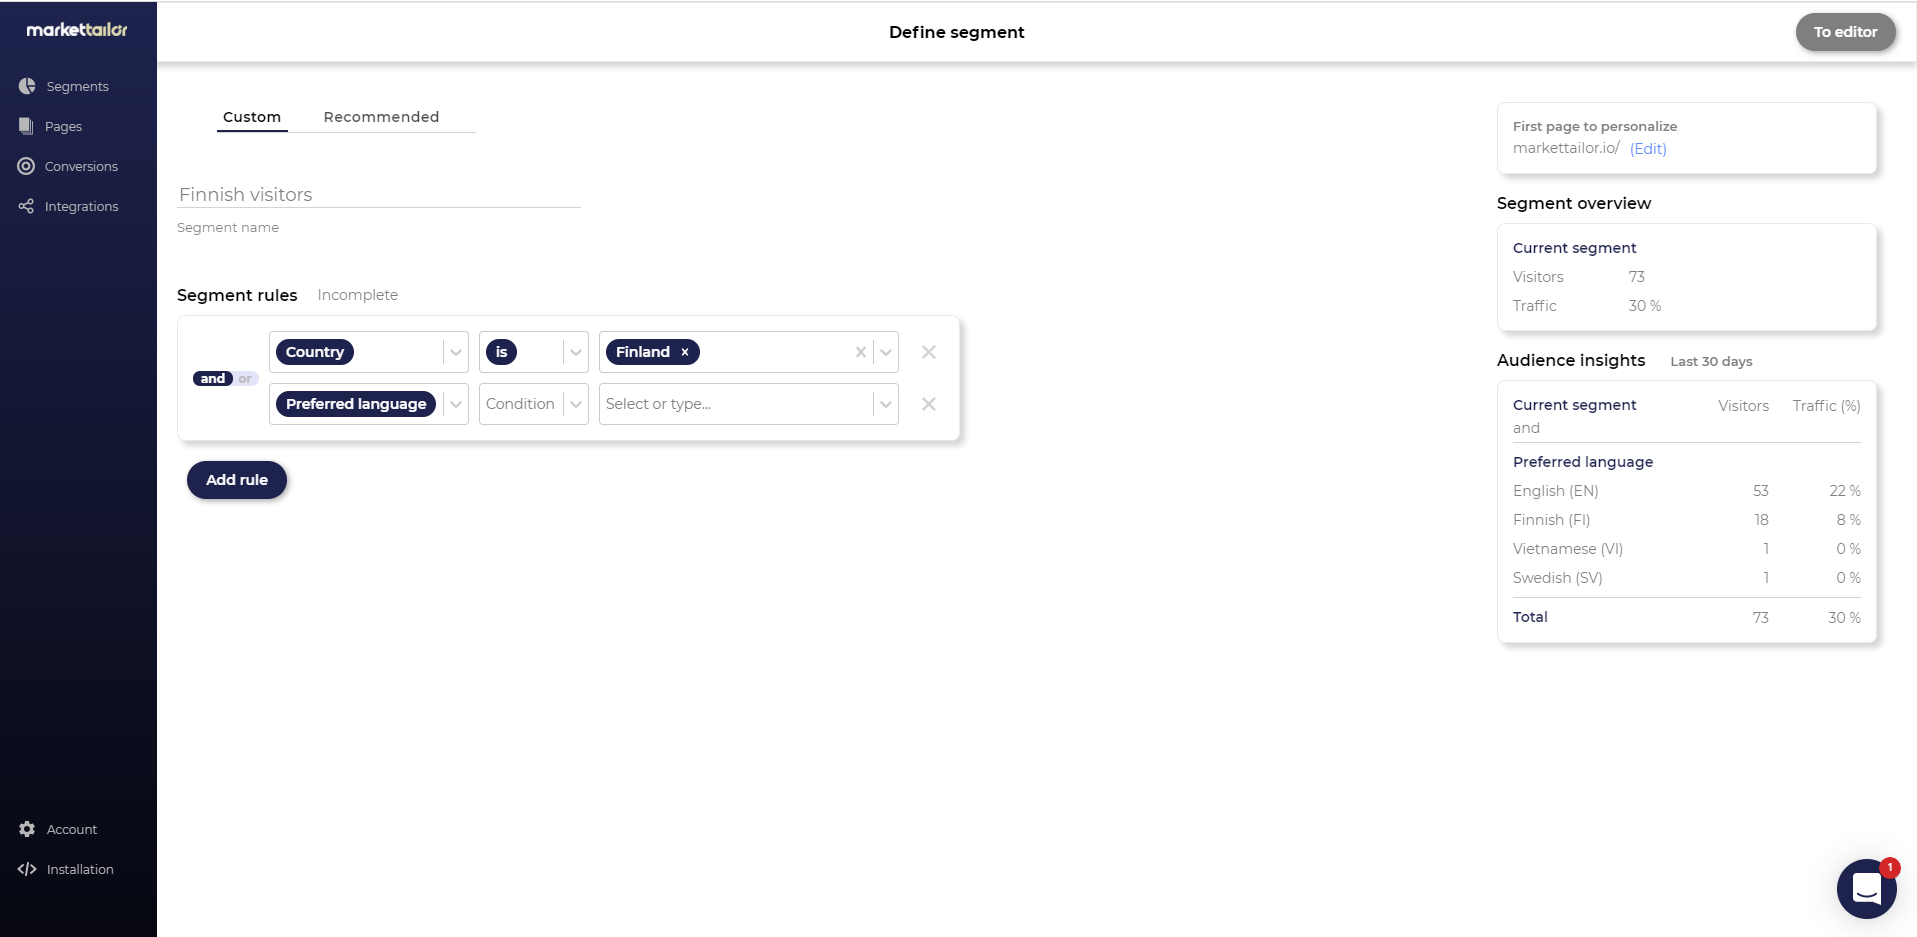 markettailor
Define segment
To editor
Segments
Pages
Conversions
Integrations
Account
Installation
Custom Recommended
Finnish visitors
Segment name
Segment rules Incomplete
and or
Country is Finland × X
Preferred language Condition Select or type...
Add rule
First page to personalize
markettailor.io/ (Edit)
Segment overview
Current segment
Visitors 73
Traffic 30 %
Audience insights Last 30 days
Current segment Visitors Traffic (%)
and
Preferred language
English (EN) 53 22 %
Finnish (FI) 18 8 %
Vietnamese (VI) 1 0 %
Swedish (SV) 1 0 %
Total 73 30 %
1